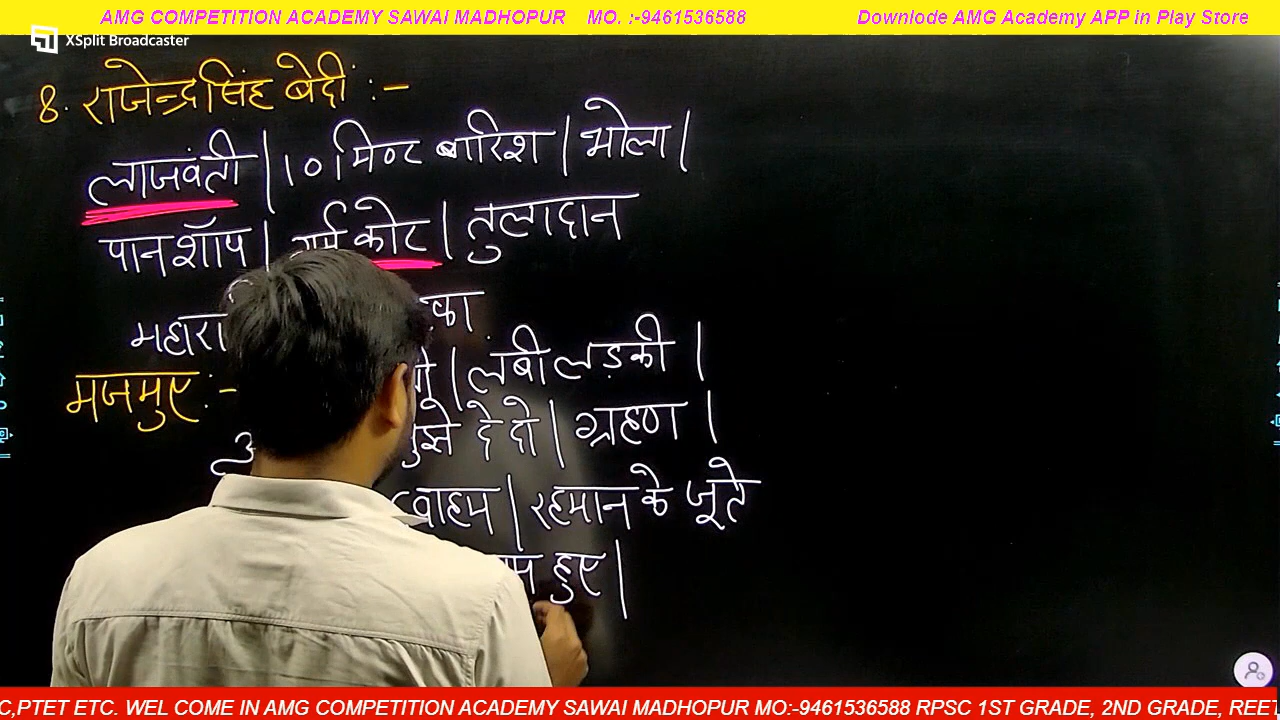 AMG COMPETITION ACADEMY SAWAI MADHOPUR MO. :-9461536588 Downlode AMG Academy APP in Play Store
XSplit Broadcaster
8. राजेन्द्र सिंह बेदी :-
लाजवंती | 10 मिनट बारिश | भोला |
पान शॉप | गर्म कोट | तुलादान
महारा
मजमुए :- | लंबी लड़की |
दे दो | ग्रहण |
रहमान के जूते
हुए |
C,PTET ETC. WEL COME IN AMG COMPETITION ACADEMY SAWAI MADHOPUR MO:-9461536588 RPSC 1ST GRADE, 2ND GRADE, REET